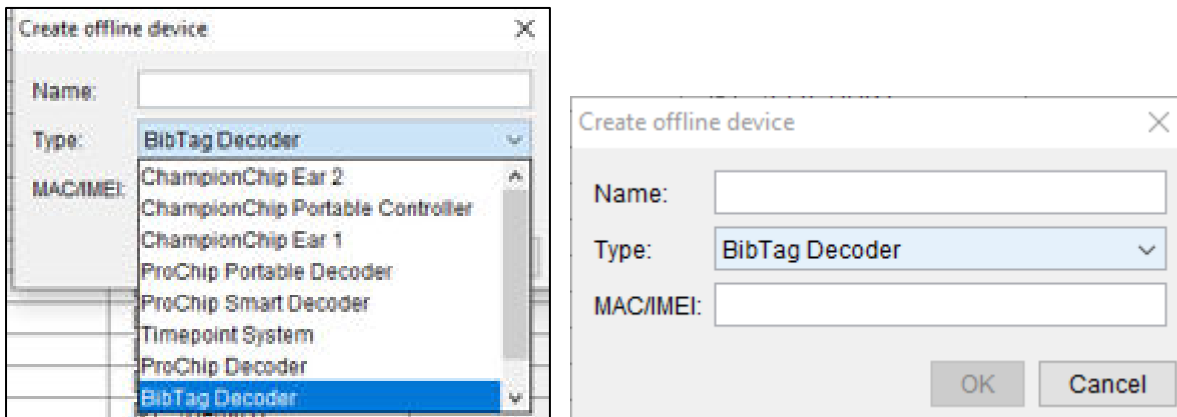 Create offline device
Name:
Type: BibTag Decoder
MAC/IMEI:
ChampionChip Ear 2
ChampionChip Portable Controller
ChampionChip Ear 1
ProChip Portable Decoder
ProChip Smart Decoder
Timepoint System
ProChip Decoder
BibTag Decoder
Create offline device
Name:
Type: BibTag Decoder
MAC/IMEI:
OK Cancel